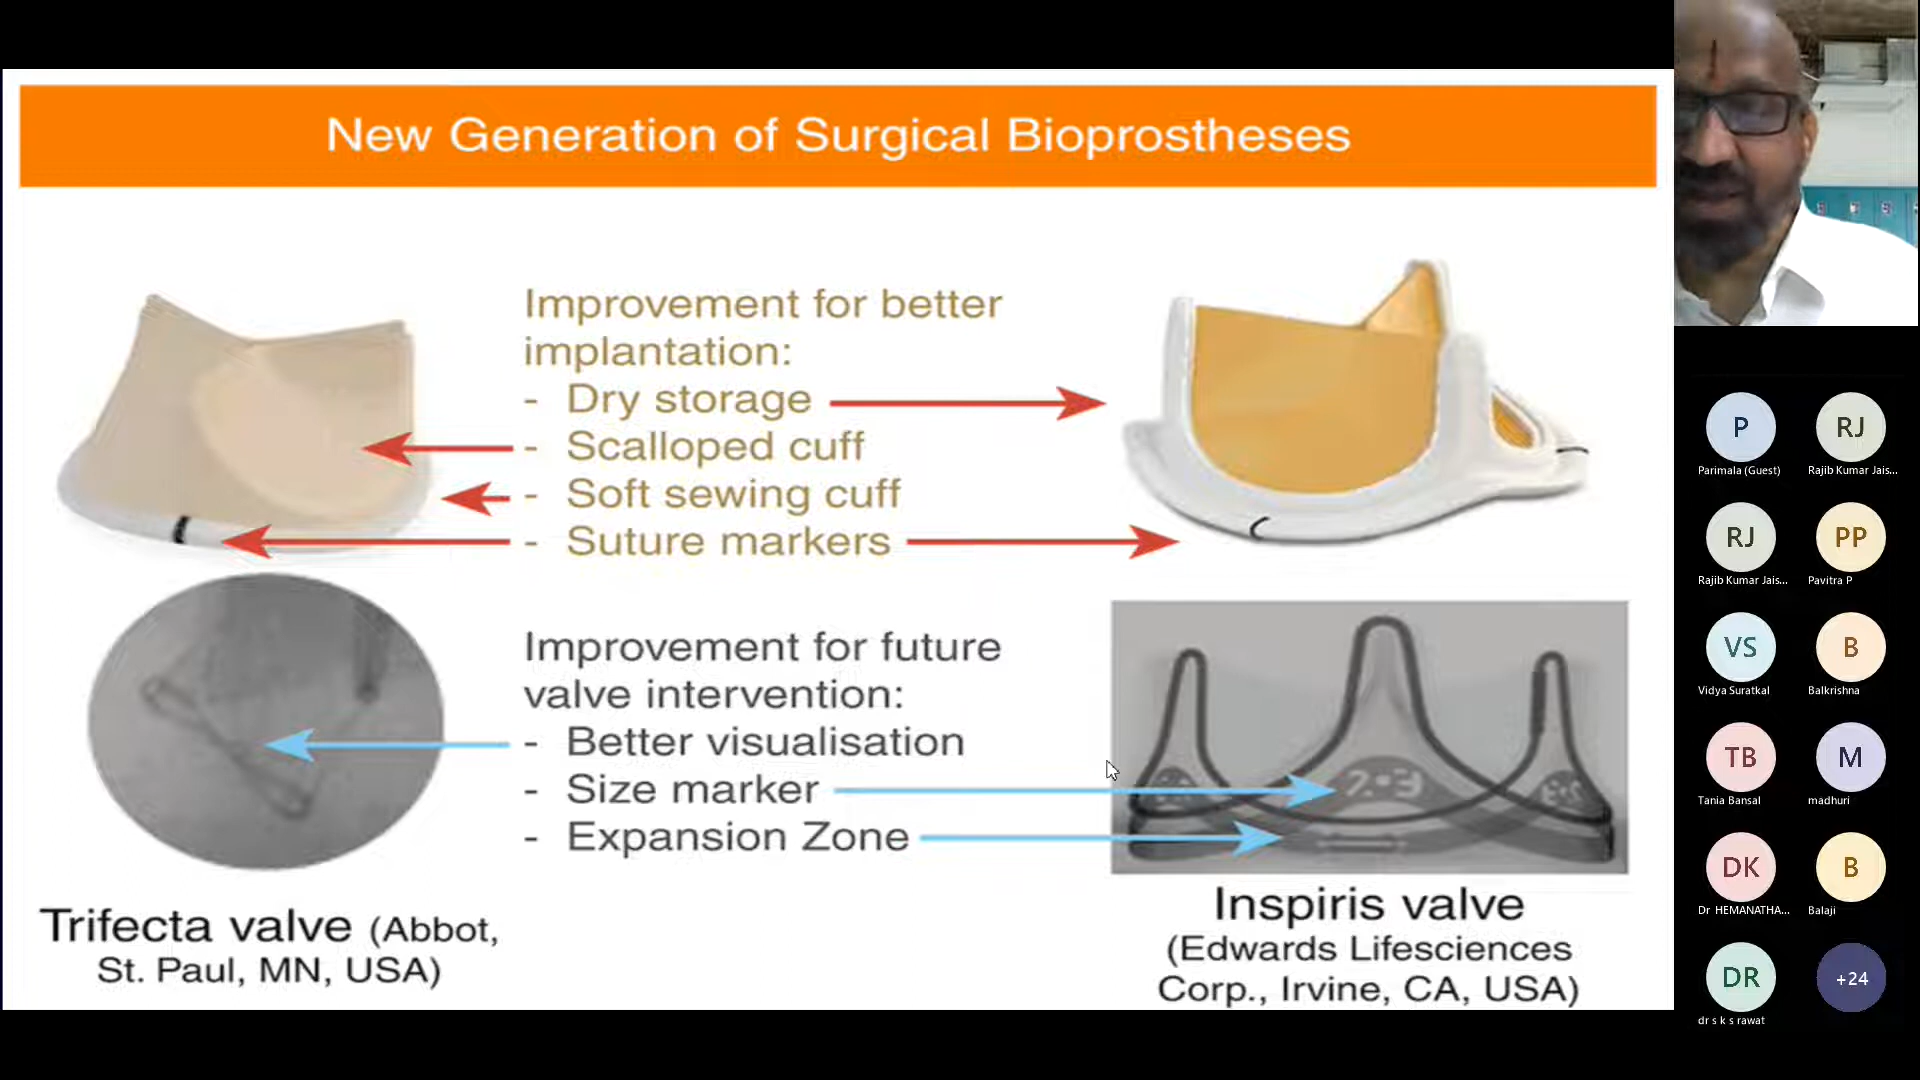 New Generation of Surgical Bioprostheses
Improvement for better
implantation:
- Dry storage
- Scalloped cuff
- Soft sewing cuff
- Suture markers
Improvement for future
valve intervention:
- Better visualisation
- Size marker
- Expansion Zone
Trifecta valve (Abbot,
St. Paul, MN, USA)
Inspiris valve
(Edwards Lifesciences
Corp., Irvine, CA, USA)
P
Parimala (Guest)
RJ
Rajib Kumar Jais...
RJ
Rajib Kumar Jais...
PP
Pavitra P
VS
Vidya Suratkal
B
Balkrishna
TB
Tania Bansal
M
madhuri
DK
Dr HEMANATHA...
B
Balaji
DR
dr s k s rawat
+24